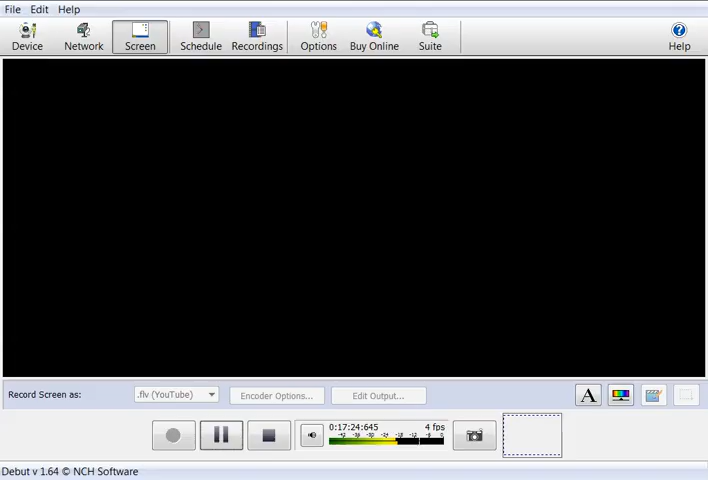 File Edit Help
Device Network Screen Schedule Recordings Options Buy Online Suite Help
Record Screen as: .flv (YouTube) Encoder Options... Edit Output... A
0:17:24:645 4 fps
Debut v 1.64 © NCH Software